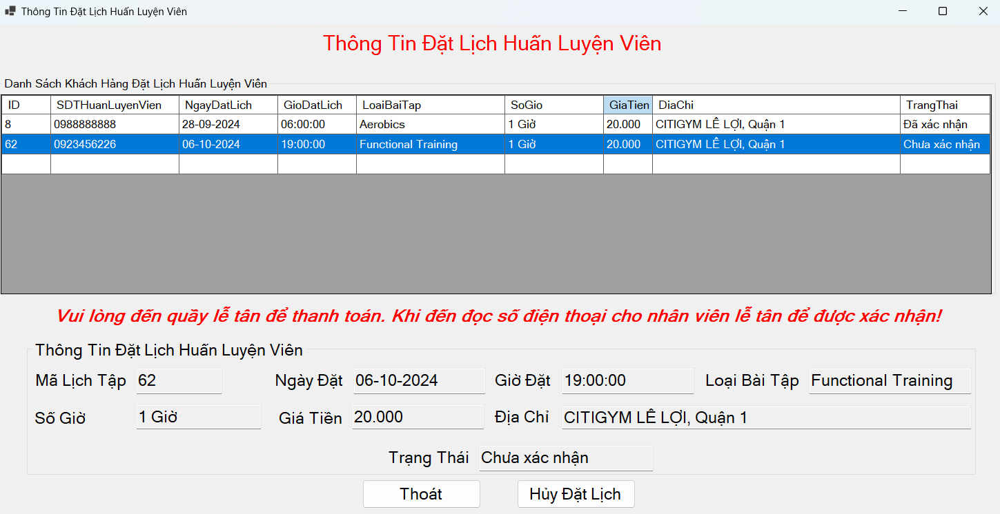 Thông Tin Đặt Lịch Huấn Luyện Viên
Thông Tin Đặt Lịch Huấn Luyện Viên
Danh Sách Khách Hàng Đặt Lịch Huấn Luyện Viên
ID SDTHuanLuyenVien NgayDatLich GioDatLich LoaiBaiTap SoGio GiaTien DiaChi TrangThai
8 0988888888 28-09-2024 06:00:00 Aerobics 1 Giờ 20.000 CITIGYM LÊ LỢI, Quận 1 Đã xác nhận
62 0923456226 06-10-2024 19:00:00 Functional Training 1 Giờ 20.000 CITIGYM LÊ LỢI, Quận 1 Chưa xác nhận
Vui lòng đến quầy lễ tân để thanh toán. Khi đến đọc số điện thoại cho nhân viên lễ tân để được xác nhận!
Thông Tin Đặt Lịch Huấn Luyện Viên
Mã Lịch Tập 62 Ngày Đặt 06-10-2024 Giờ Đặt 19:00:00 Loại Bài Tập Functional Training
Số Giờ 1 Giờ Giá Tiền 20.000 Địa Chỉ CITIGYM LÊ LỢI, Quận 1
Trạng Thái Chưa xác nhận
Thoát Hủy Đặt Lịch